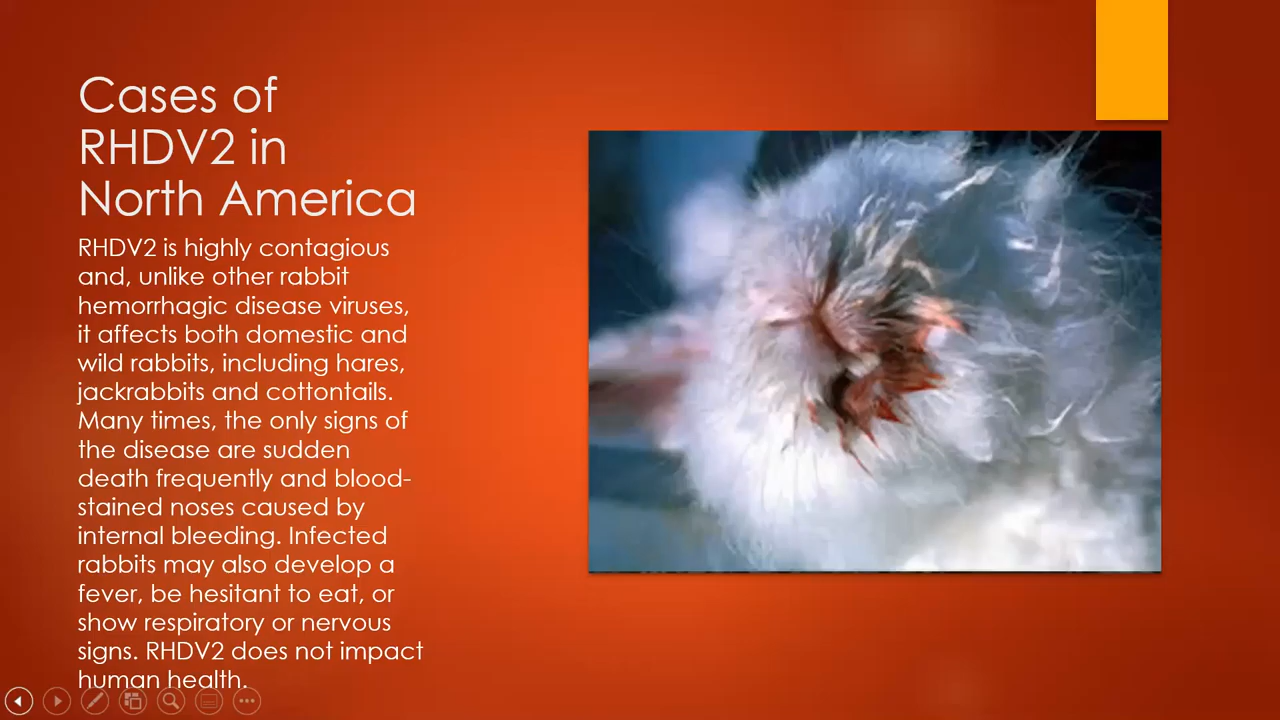 Cases of
RHDV2 in
North America
RHDV2 is highly contagious
and, unlike other rabbit
hemorrhagic disease viruses,
it affects both domestic and
wild rabbits, including hares,
jackrabbits and cottontails.
Many times, the only signs of
the disease are sudden
death frequently and blood-
stained noses caused by
internal bleeding. Infected
rabbits may also develop a
fever, be hesitant to eat, or
show respiratory or nervous
signs. RHDV2 does not impact
human health.